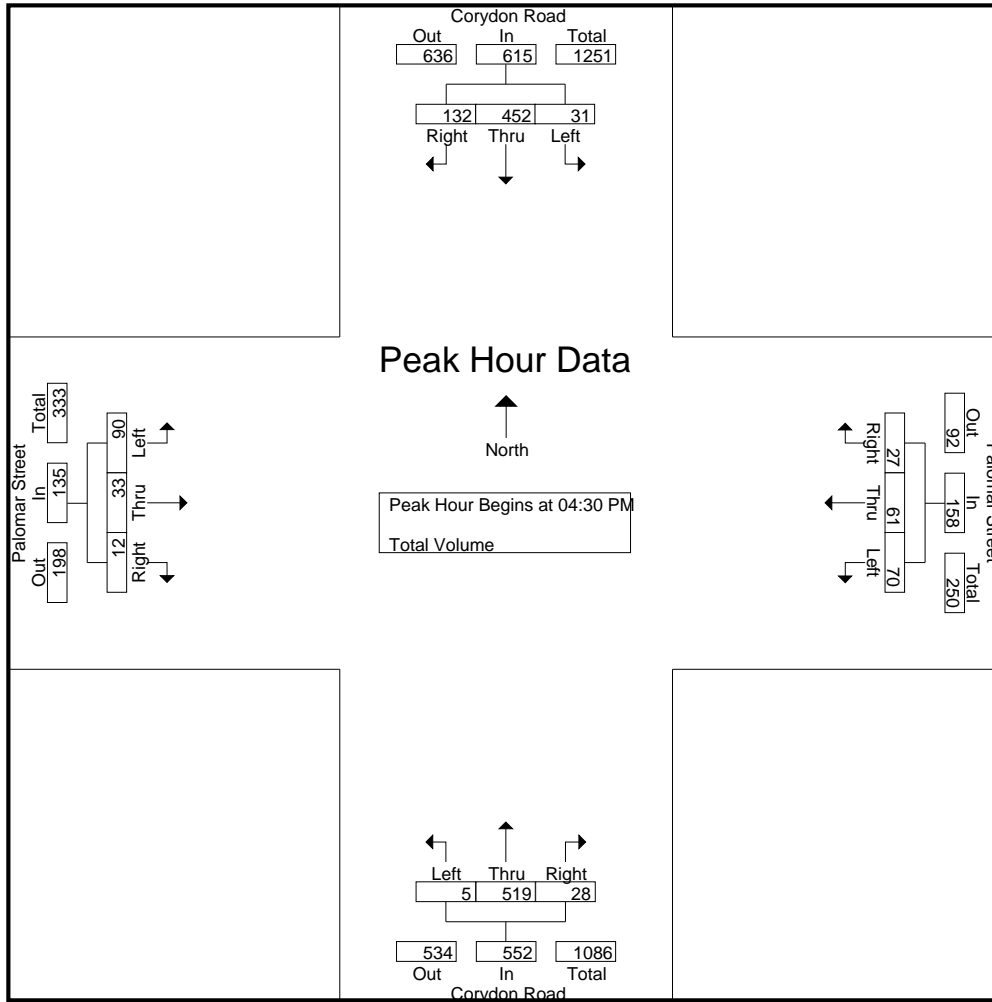 Corydon Road
Out In Total
636 615 1251
132 452 31
Right Thru Left
Peak Hour Data
North
Peak Hour Begins at 04:30 PM
Total Volume
Palomar Street
Total In Out
333 135 198
90 33 12
Left Thru Right
Right Thru Left
27 61 70
Out In Total
92 158 250
Palomar Street
Left Thru Right
5 519 28
534 552 1086
Out In Total
Corydon Road